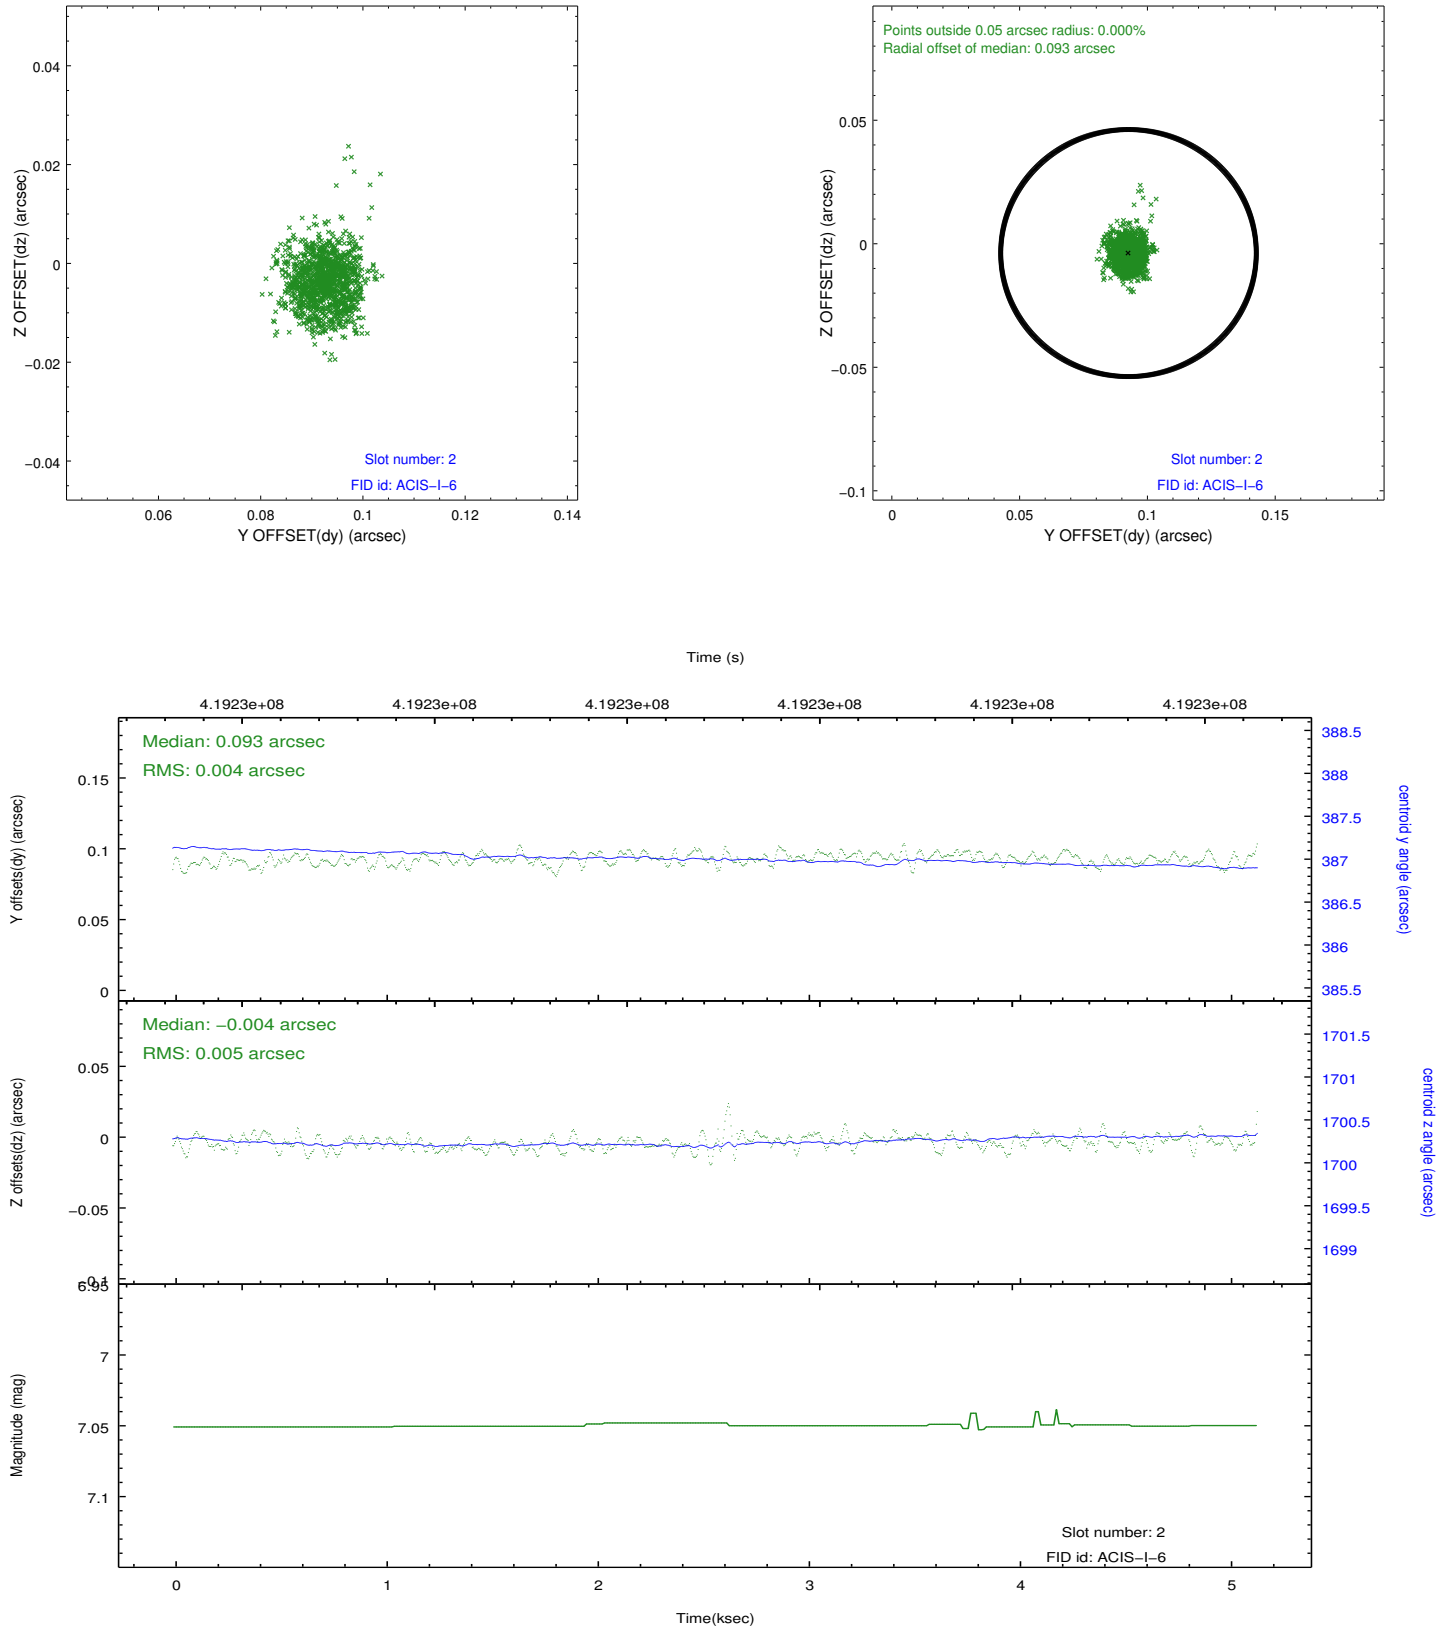 0.04
0.02
0
−0.02
−0.04
Z OFFSET(dz) (arcsec)
Slot number: 2
FID id: ACIS−I−6
0.06 0.08 0.1 0.12 0.14
Y OFFSET(dy) (arcsec)
Points outside 0.05 arcsec radius: 0.000%
Radial offset of median: 0.093 arcsec
0.05
0
−0.05
−0.1
Z OFFSET(dz) (arcsec)
Slot number: 2
FID id: ACIS−I−6
0 0.05 0.1 0.15
Y OFFSET(dy) (arcsec)
Time (s)
4.1923e+08 4.1923e+08 4.1923e+08 4.1923e+08 4.1923e+08 4.1923e+08
Median: 0.093 arcsec
RMS: 0.004 arcsec
0.15
0.1
0.05
0
Y offsets(dy) (arcsec)
388.5
388
387.5
387
386.5
386
385.5
centroid y angle (arcsec)
Median: −0.004 arcsec
RMS: 0.005 arcsec
0.05
0
−0.05
−0.1
Z offsets(dz) (arcsec)
1701.5
1701
1700.5
1700
1699.5
1699
centroid z angle (arcsec)
6.95
7
7.05
7.1
Magnitude (mag)
Slot number: 2
FID id: ACIS−I−6
0 1 2 3 4 5
Time(ksec)